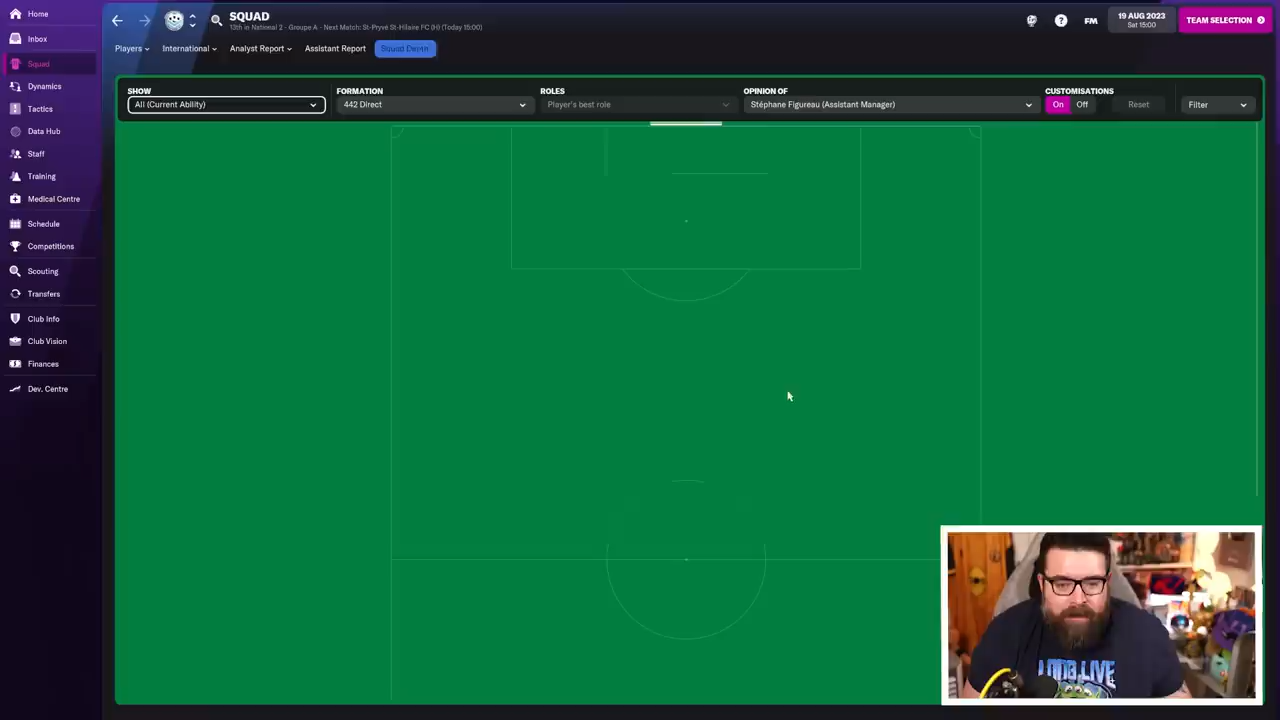 Home
Inbox
Squad
Dynamics
Tactics
Data Hub
Staff
Training
Medical Centre
Schedule
Competitions
Scouting
Transfers
Club Info
Club Vision
Finances
Dev. Centre
SQUAD
13th in National 2 - Groupe A - Next Match: St-Pryvé St-Hilaire FC (H) (Today 15:00)
FM
19 AUG 2023
Sat 15:00
TEAM SELECTION
Players
International
Analyst Report
Assistant Report
Squad Depth
SHOW
All (Current Ability)
FORMATION
442 Direct
ROLES
Player's best role
OPINION OF
Stéphane Figureau (Assistant Manager)
CUSTOMISATIONS
On
Off
Reset
Filter
LONG LIVE